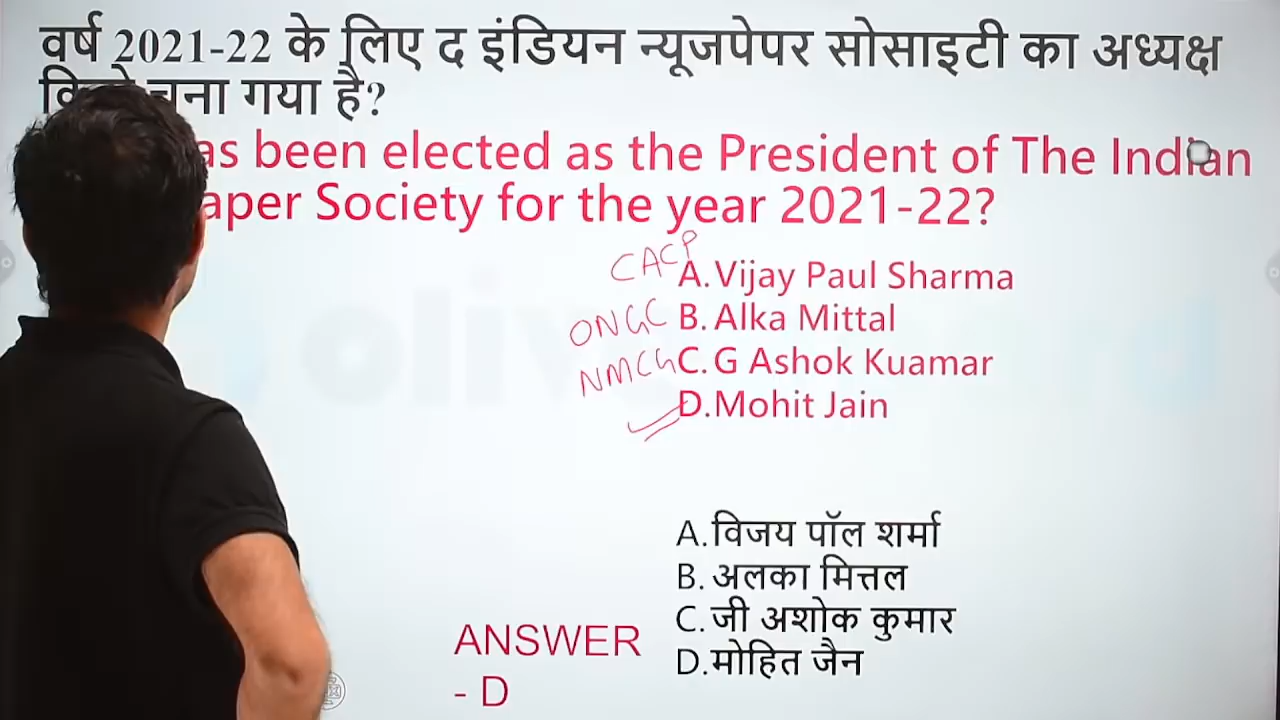 वर्ष 2021-22 के लिए द इंडियन न्यूजपेपर सोसाइटी का अध्यक्ष
गया है?
been elected as the President of The Indian
Society for the year 2021-22?
CACP A. Vijay Paul Sharma
ONGC B. Alka Mittal
NMCG C. G Ashok Kuamar
D. Mohit Jain
A. विजय पॉल शर्मा
B. अलका मित्तल
C. जी अशोक कुमार
D. मोहित जैन
ANSWER
- D